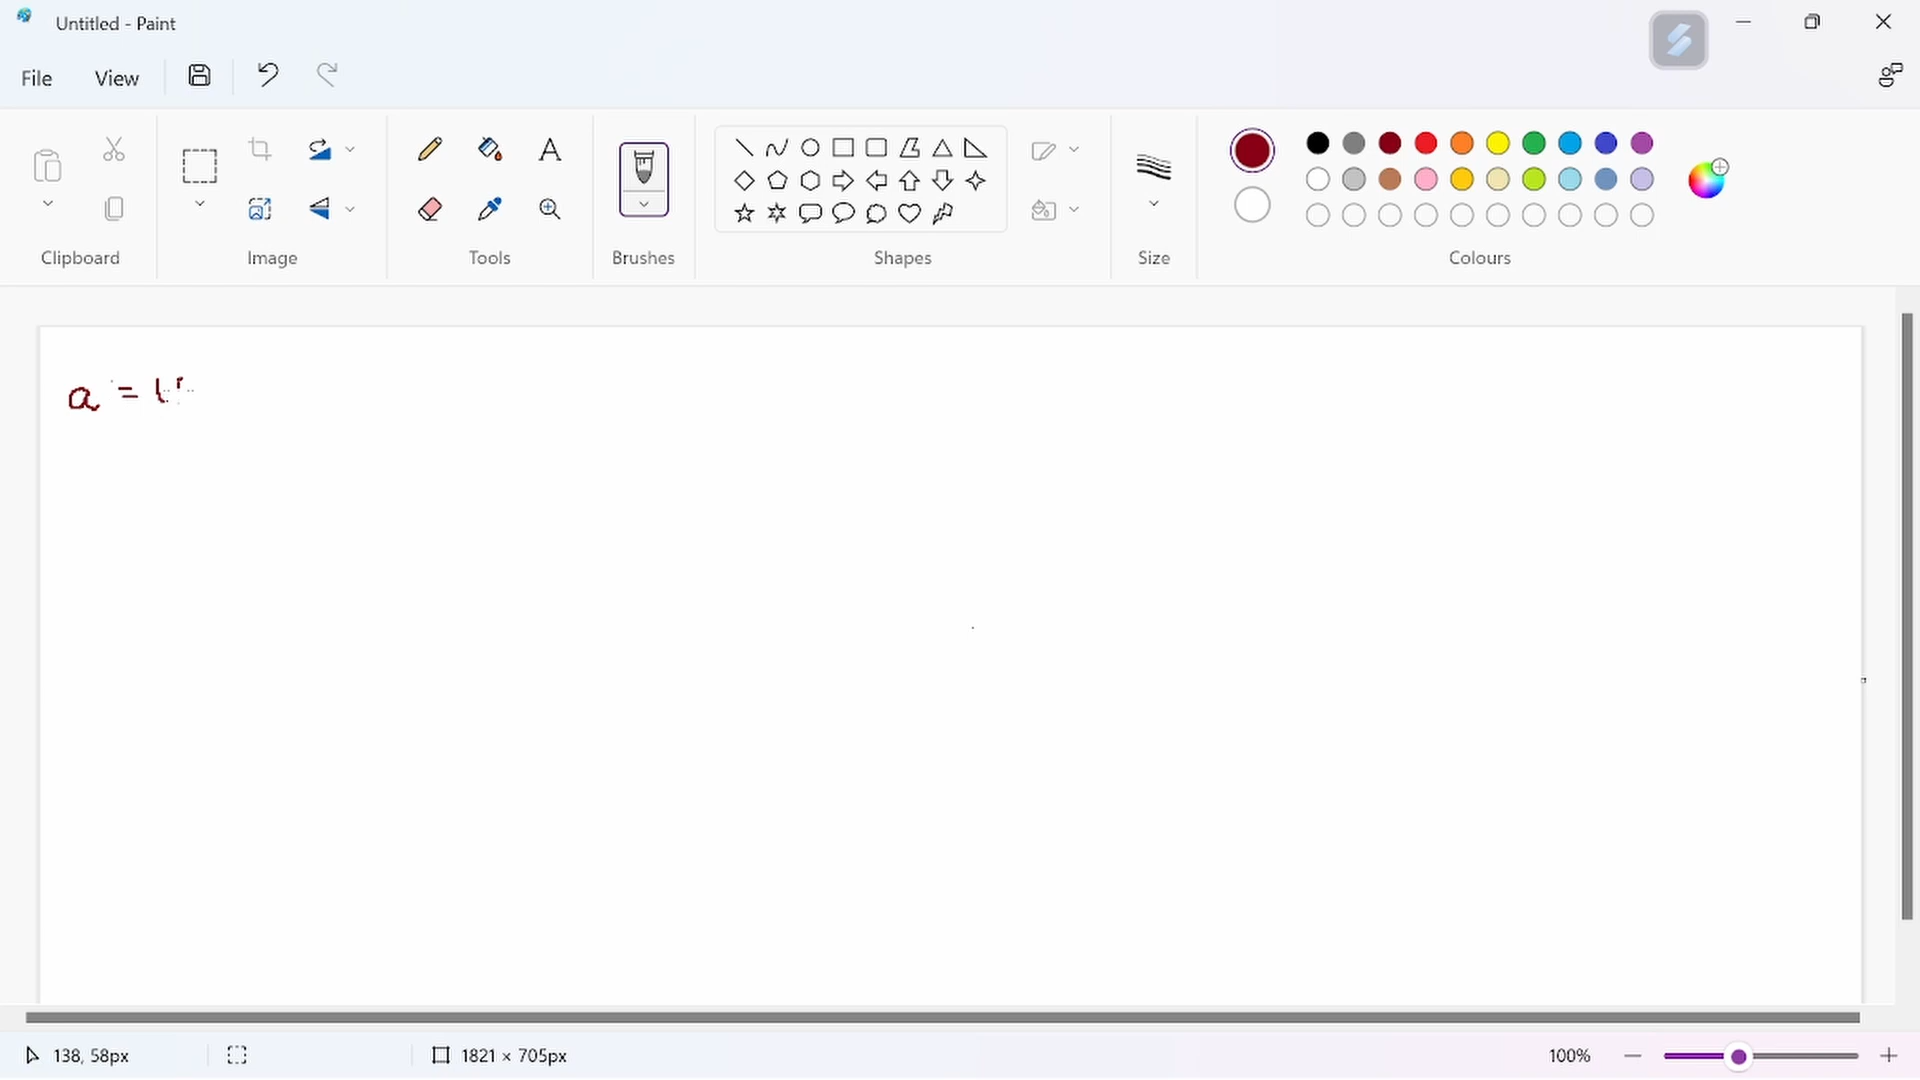 Untitled - Paint
File View
Clipboard Image Tools Brushes Shapes Size Colours
a =
138, 58px 1821 × 705px 100%